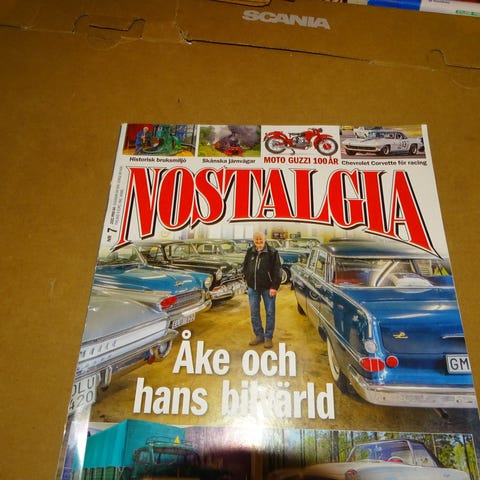 SCANIA
Historisk bruksmiljö
Skånska järnvägar
MOTO GUZZI 100 ÅR
Chevrolet Corvette för racing
NOSTALGIA
NR 7
Åke och
hans bilvärld
GM